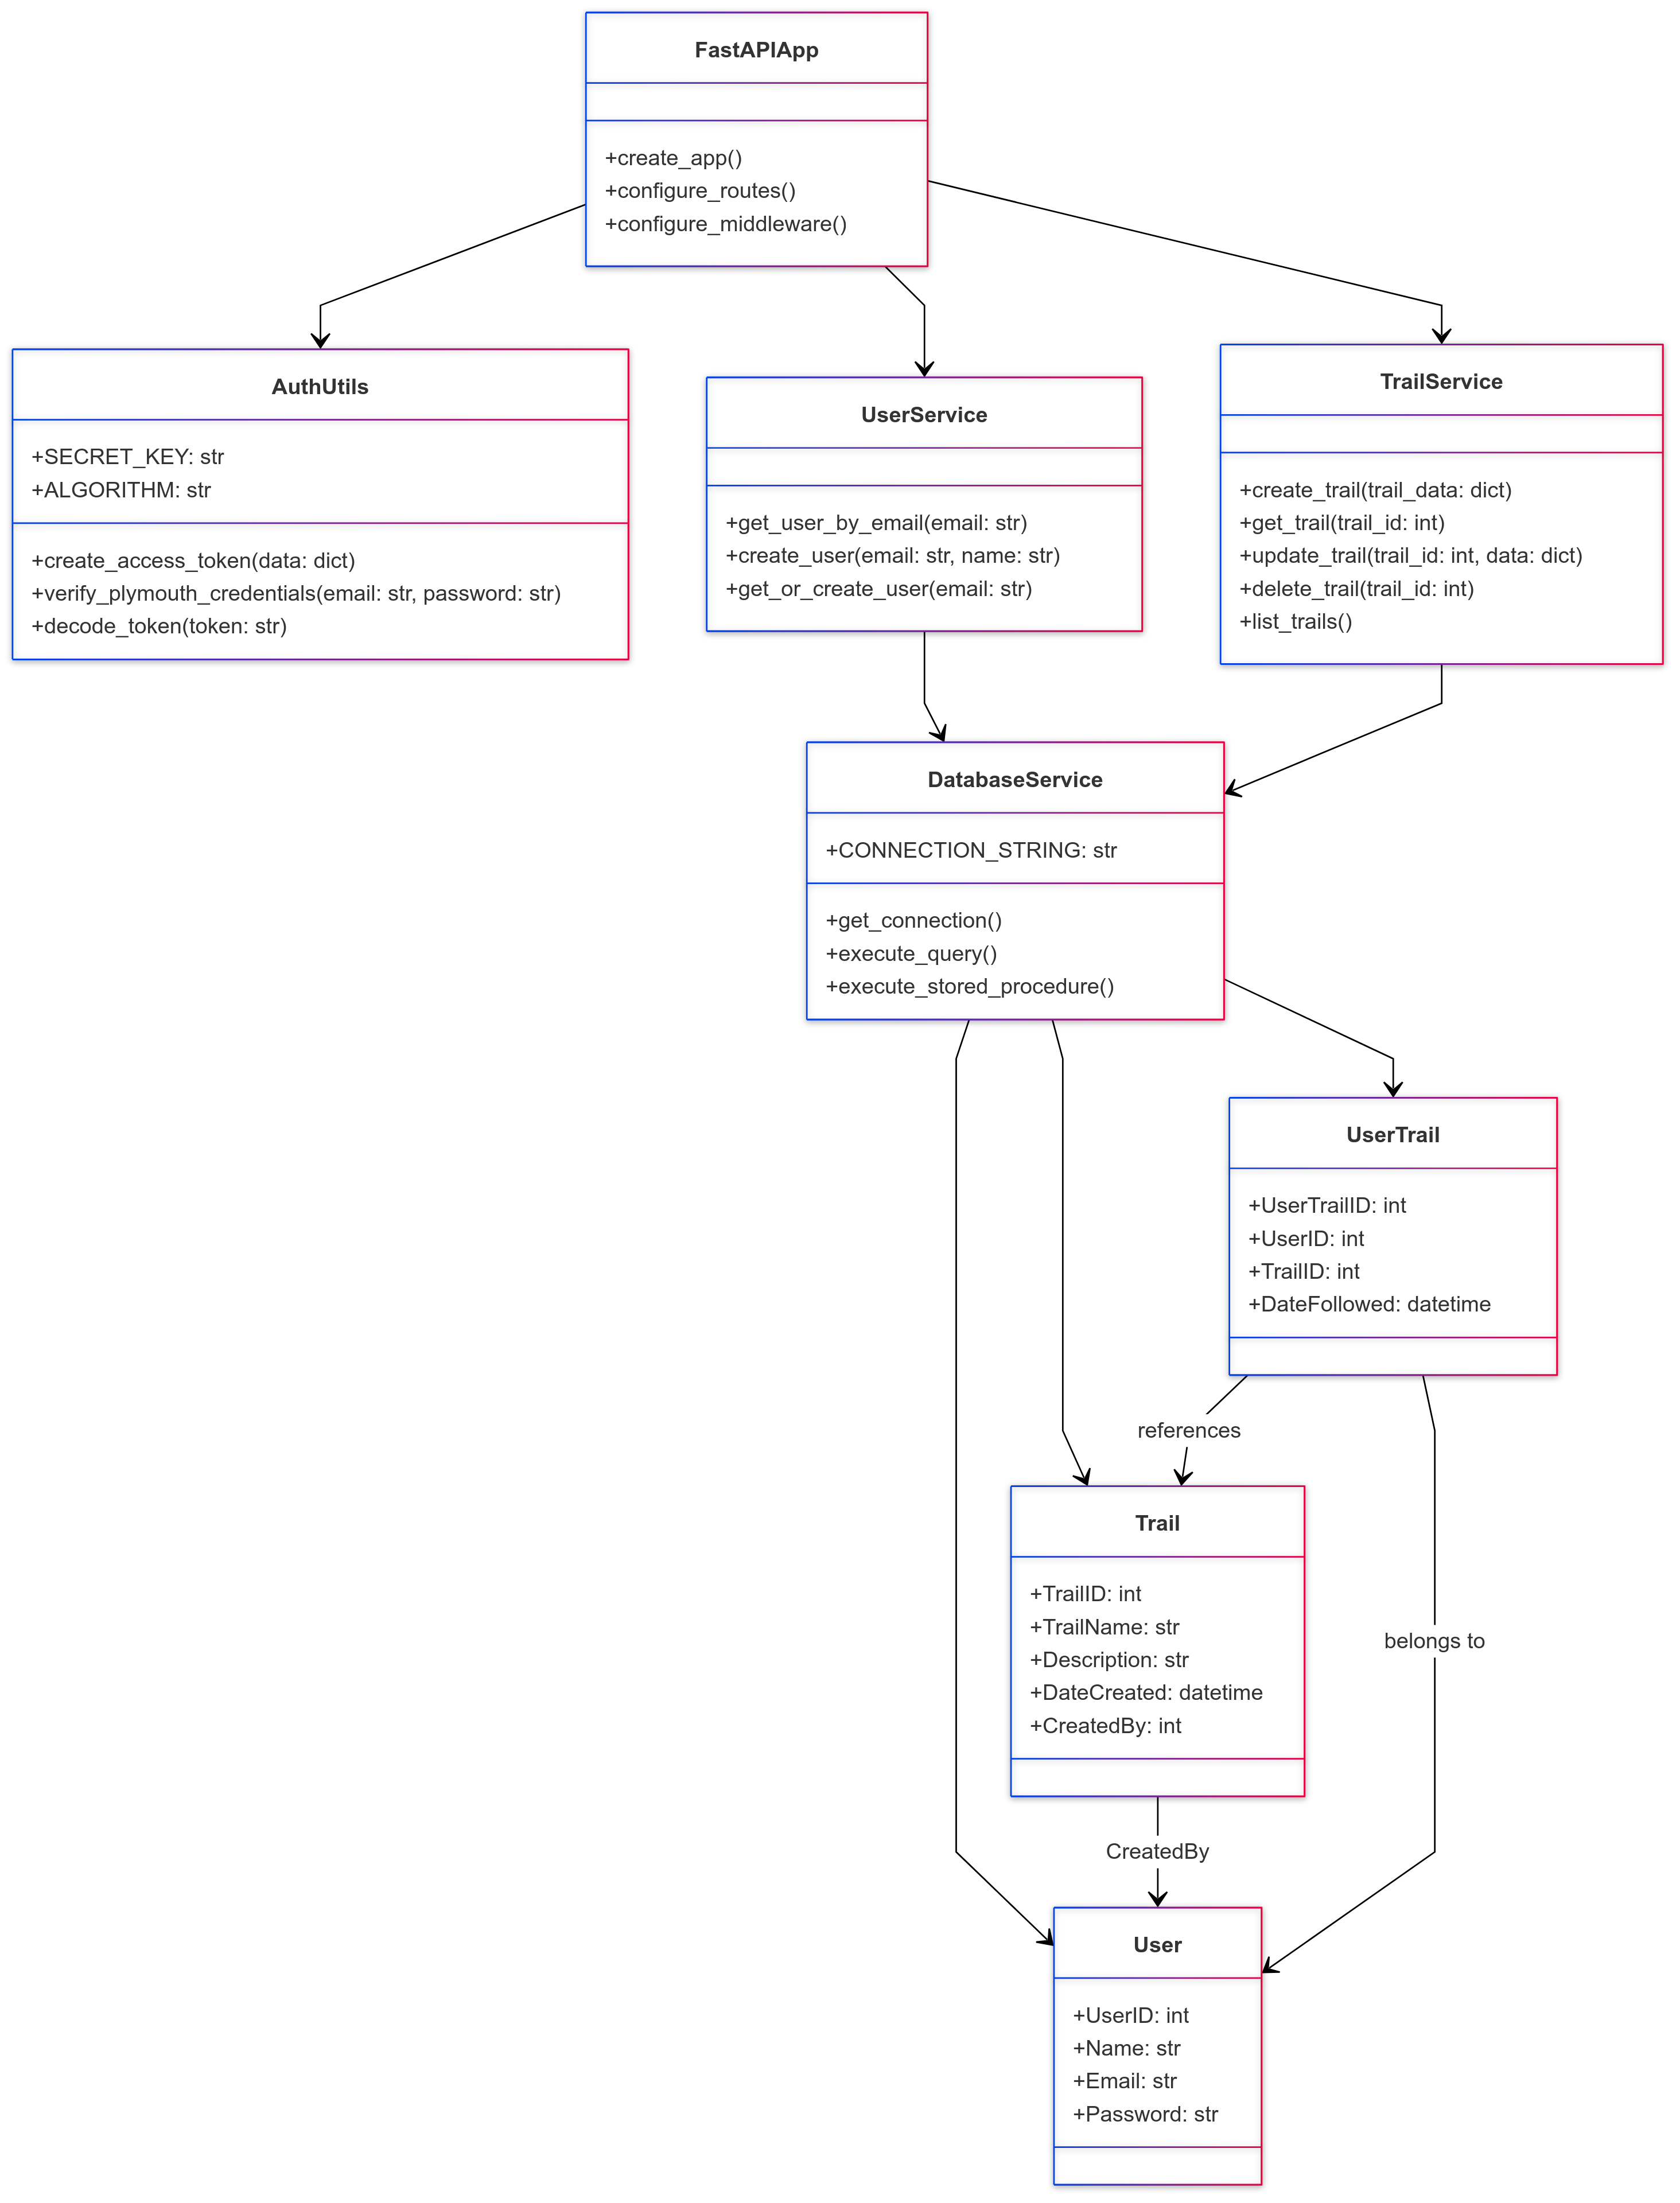 FastAPIApp
+create_app()
+configure_routes()
+configure_middleware()
AuthUtils
+SECRET_KEY: str
+ALGORITHM: str
+create_access_token(data: dict)
+verify_plymouth_credentials(email: str, password: str)
+decode_token(token: str)
UserService
+get_user_by_email(email: str)
+create_user(email: str, name: str)
+get_or_create_user(email: str)
TrailService
+create_trail(trail_data: dict)
+get_trail(trail_id: int)
+update_trail(trail_id: int, data: dict)
+delete_trail(trail_id: int)
+list_trails()
DatabaseService
+CONNECTION_STRING: str
+get_connection()
+execute_query()
+execute_stored_procedure()
UserTrail
+UserTrailID: int
+UserID: int
+TrailID: int
+DateFollowed: datetime
references
belongs to
Trail
+TrailID: int
+TrailName: str
+Description: str
+DateCreated: datetime
+CreatedBy: int
CreatedBy
User
+UserID: int
+Name: str
+Email: str
+Password: str